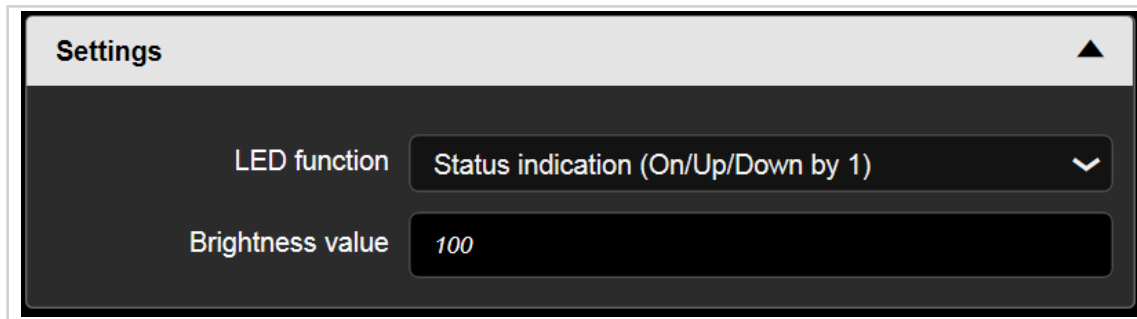 Settings
LED function
Status indication (On/Up/Down by 1)
Brightness value
100